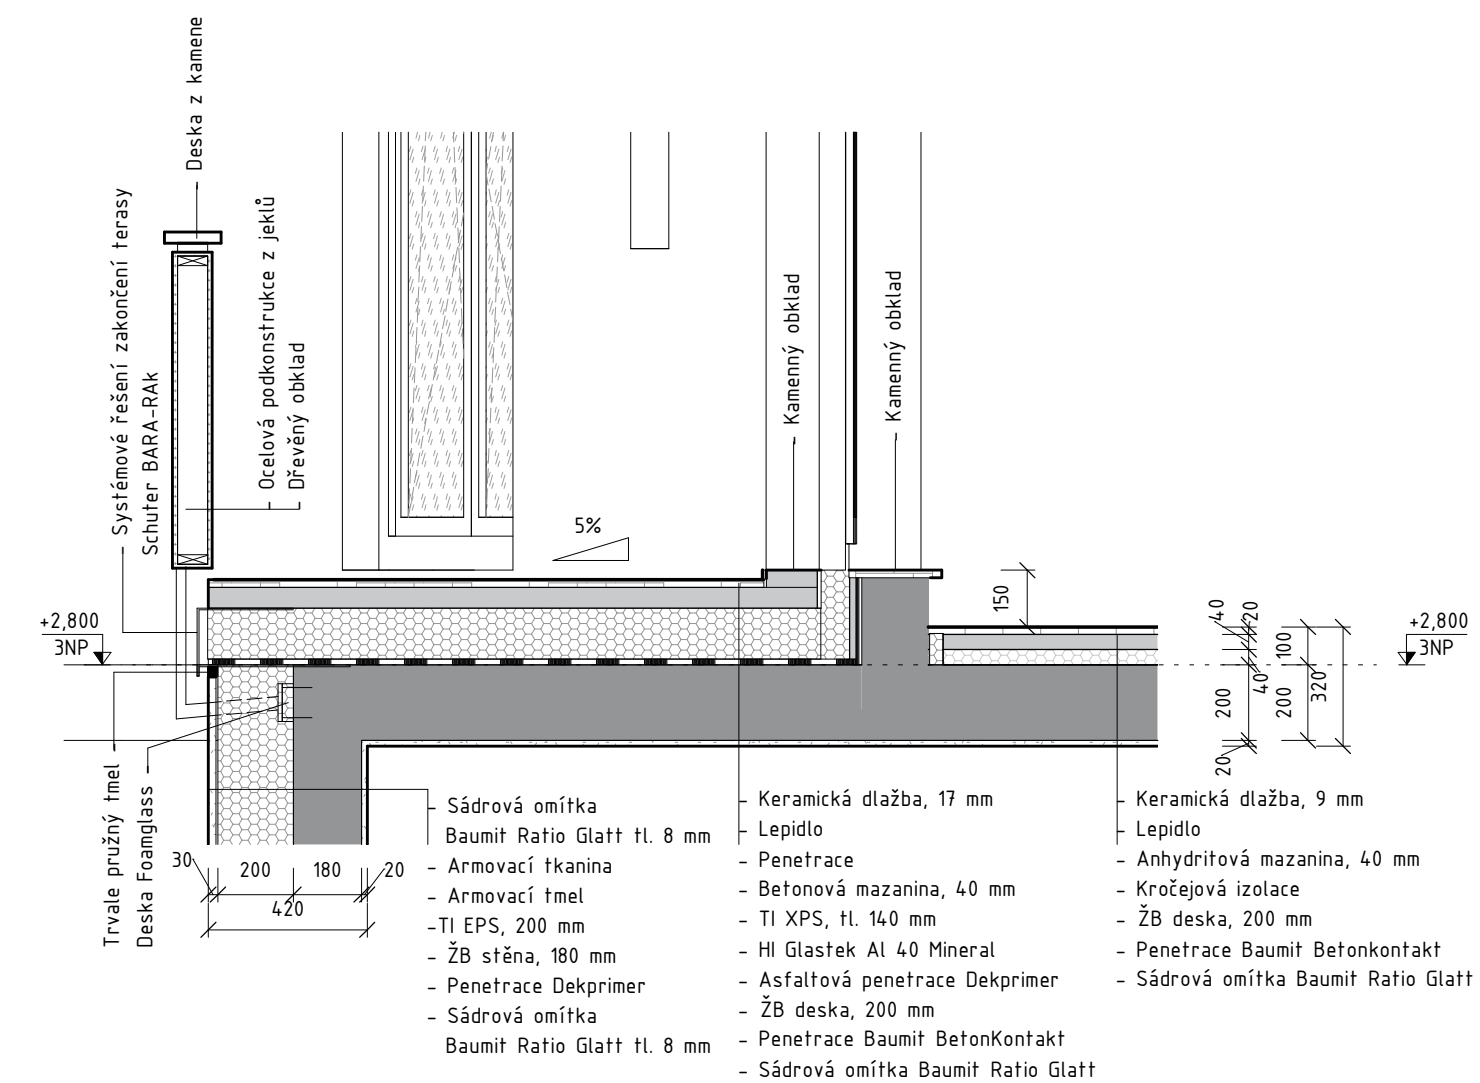 Deska z kamene
Systémové řešení zakončení terasy
Schuter BARA-RAk
Ocelová podkonstrukce z jeklů
Dřevěný obklad
Kamenný obklad
Kamenný obklad
5%
150
+2,800
3NP
+2,800
3NP
40
20
100
200
40
200
320
20
Trvale pružný tmel
Deska Foamglass
30
200
180
20
420
- Sádrová omítka
Baumit Ratio Glatt tl. 8 mm
- Armovací tkanina
- Armovací tmel
-TI EPS, 200 mm
- ŽB stěna, 180 mm
- Penetrace Dekprimer
- Sádrová omítka
Baumit Ratio Glatt tl. 8 mm
- Keramická dlažba, 17 mm
- Lepidlo
- Penetrace
- Betonová mazanina, 40 mm
- TI XPS, tl. 140 mm
- HI Glastek Al 40 Mineral
- Asfaltová penetrace Dekprimer
- ŽB deska, 200 mm
- Penetrace Baumit BetonKontakt
- Sádrová omítka Baumit Ratio Glatt
- Keramická dlažba, 9 mm
- Lepidlo
- Anhydritová mazanina, 40 mm
- Kročejová izolace
- ŽB deska, 200 mm
- Penetrace Baumit Betonkontakt
- Sádrová omítka Baumit Ratio Glatt